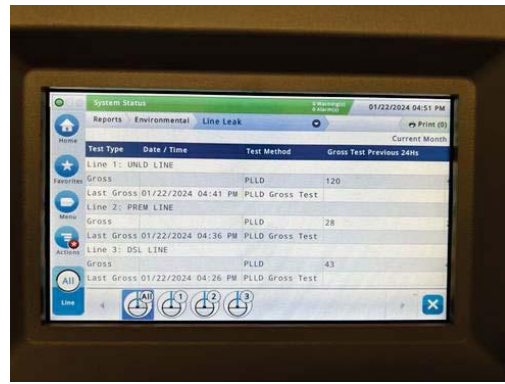 System Status
0 Warning(s)
0 Alarm(s)
01/22/2024 04:51 PM
Reports Environmental Line Leak
Print (0)
Current Month
Home
Test Type Date / Time Test Method Gross Test Previous 24Hs
Line 1: UNLD LINE
Favorites
Gross PLLD 120
Last Gross 01/22/2024 04:41 PM PLLD Gross Test
Line 2: PREM LINE
Menu
Gross PLLD 28
Last Gross 01/22/2024 04:36 PM PLLD Gross Test
Actions
Line 3: DSL LINE
Gross PLLD 43
Last Gross 01/22/2024 04:26 PM PLLD Gross Test
All
Line
All 1 2 3